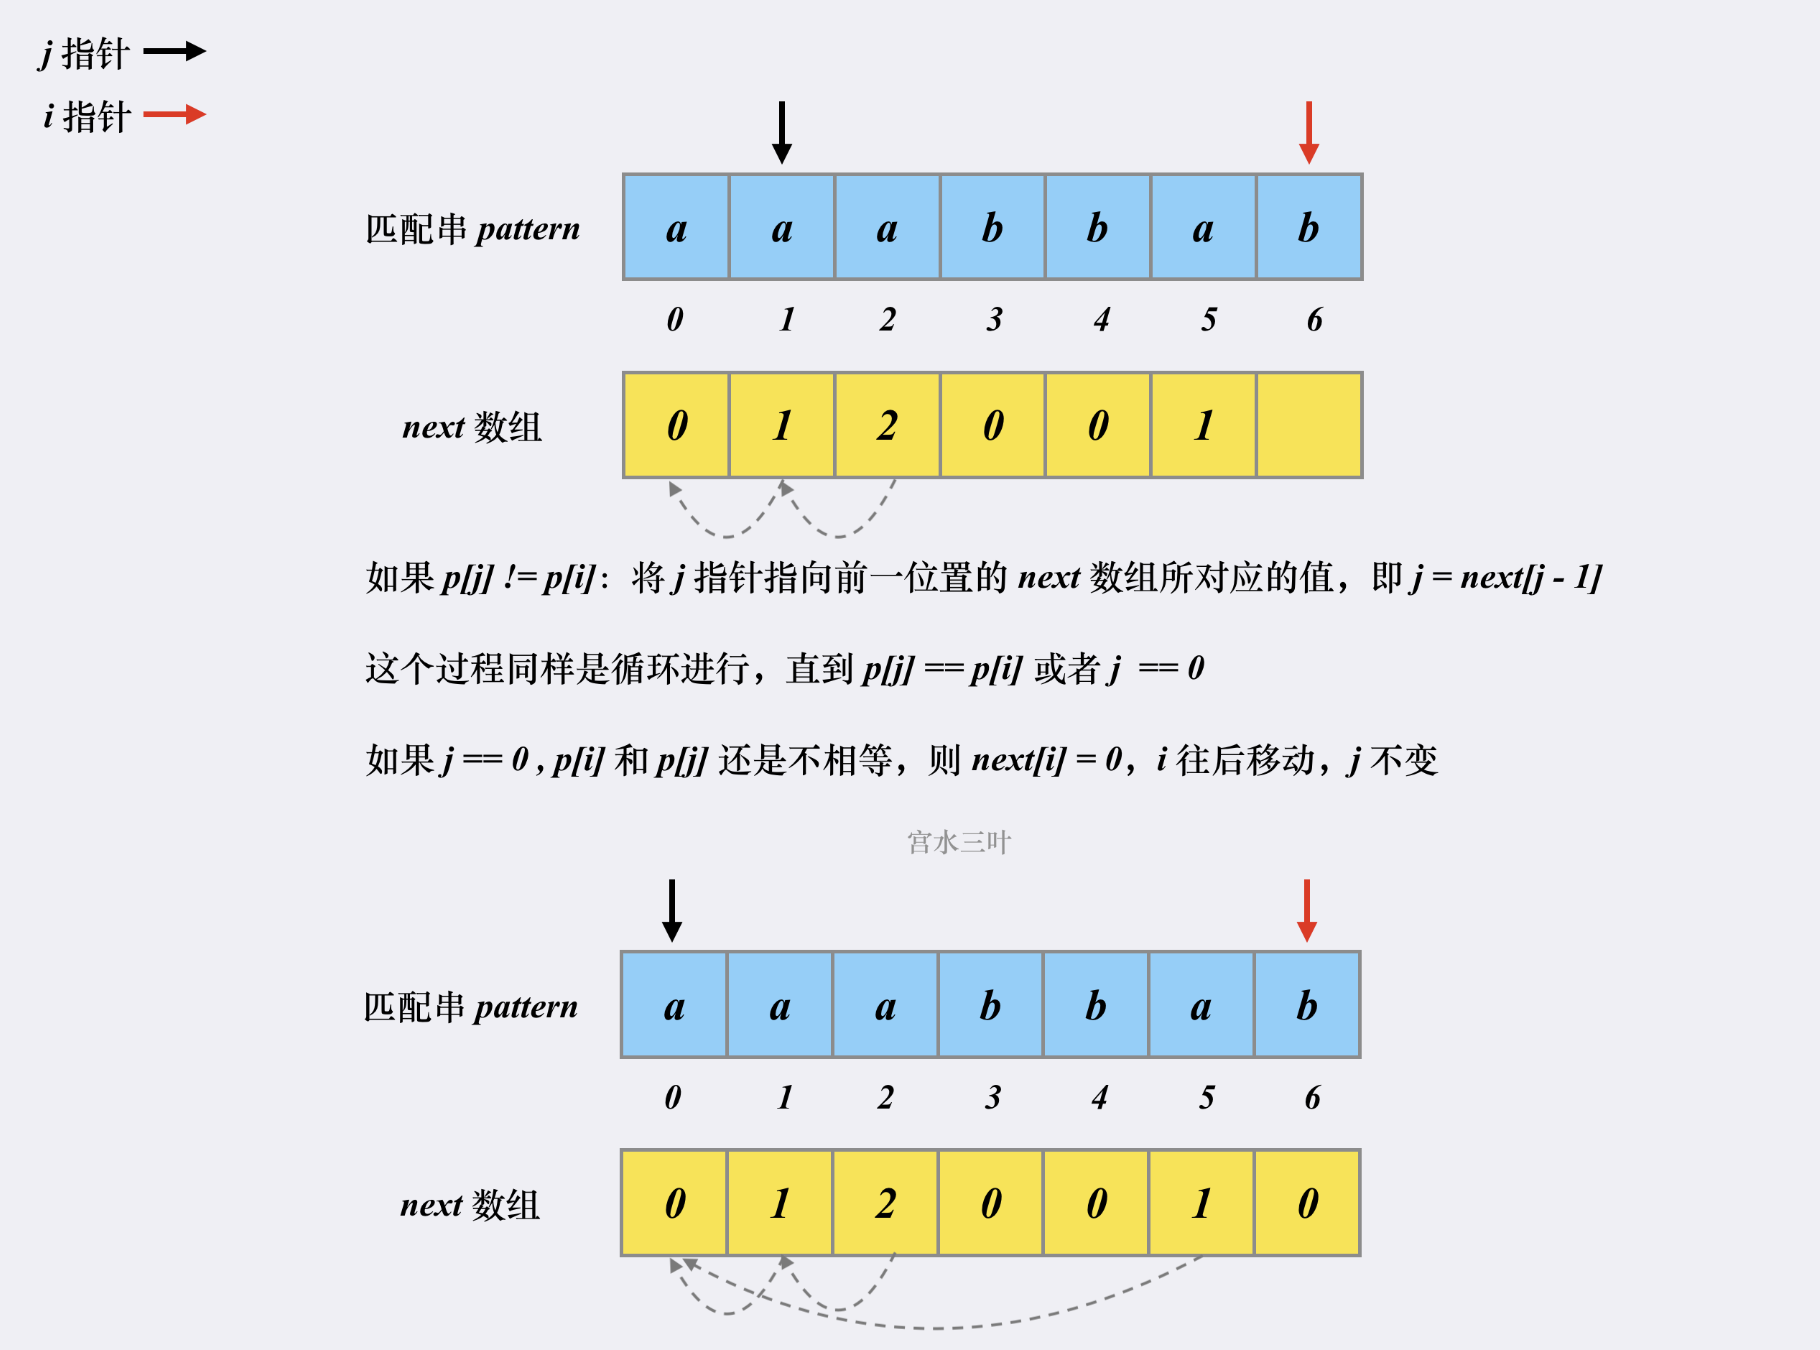 j 指针
i 指针
匹配串 pattern a a a b b a b
0 1 2 3 4 5 6
next 数组 0 1 2 0 0 1
如果 p[j] != p[i]：将 j 指针指向前一位置的 next 数组所对应的值，即 j = next[j - 1]
这个过程同样是循环进行，直到 p[j] == p[i] 或者 j == 0
如果 j == 0 , p[i] 和 p[j] 还是不相等，则 next[i] = 0，i 往后移动，j 不变
宫水三叶
匹配串 pattern a a a b b a b
0 1 2 3 4 5 6
next 数组 0 1 2 0 0 1 0